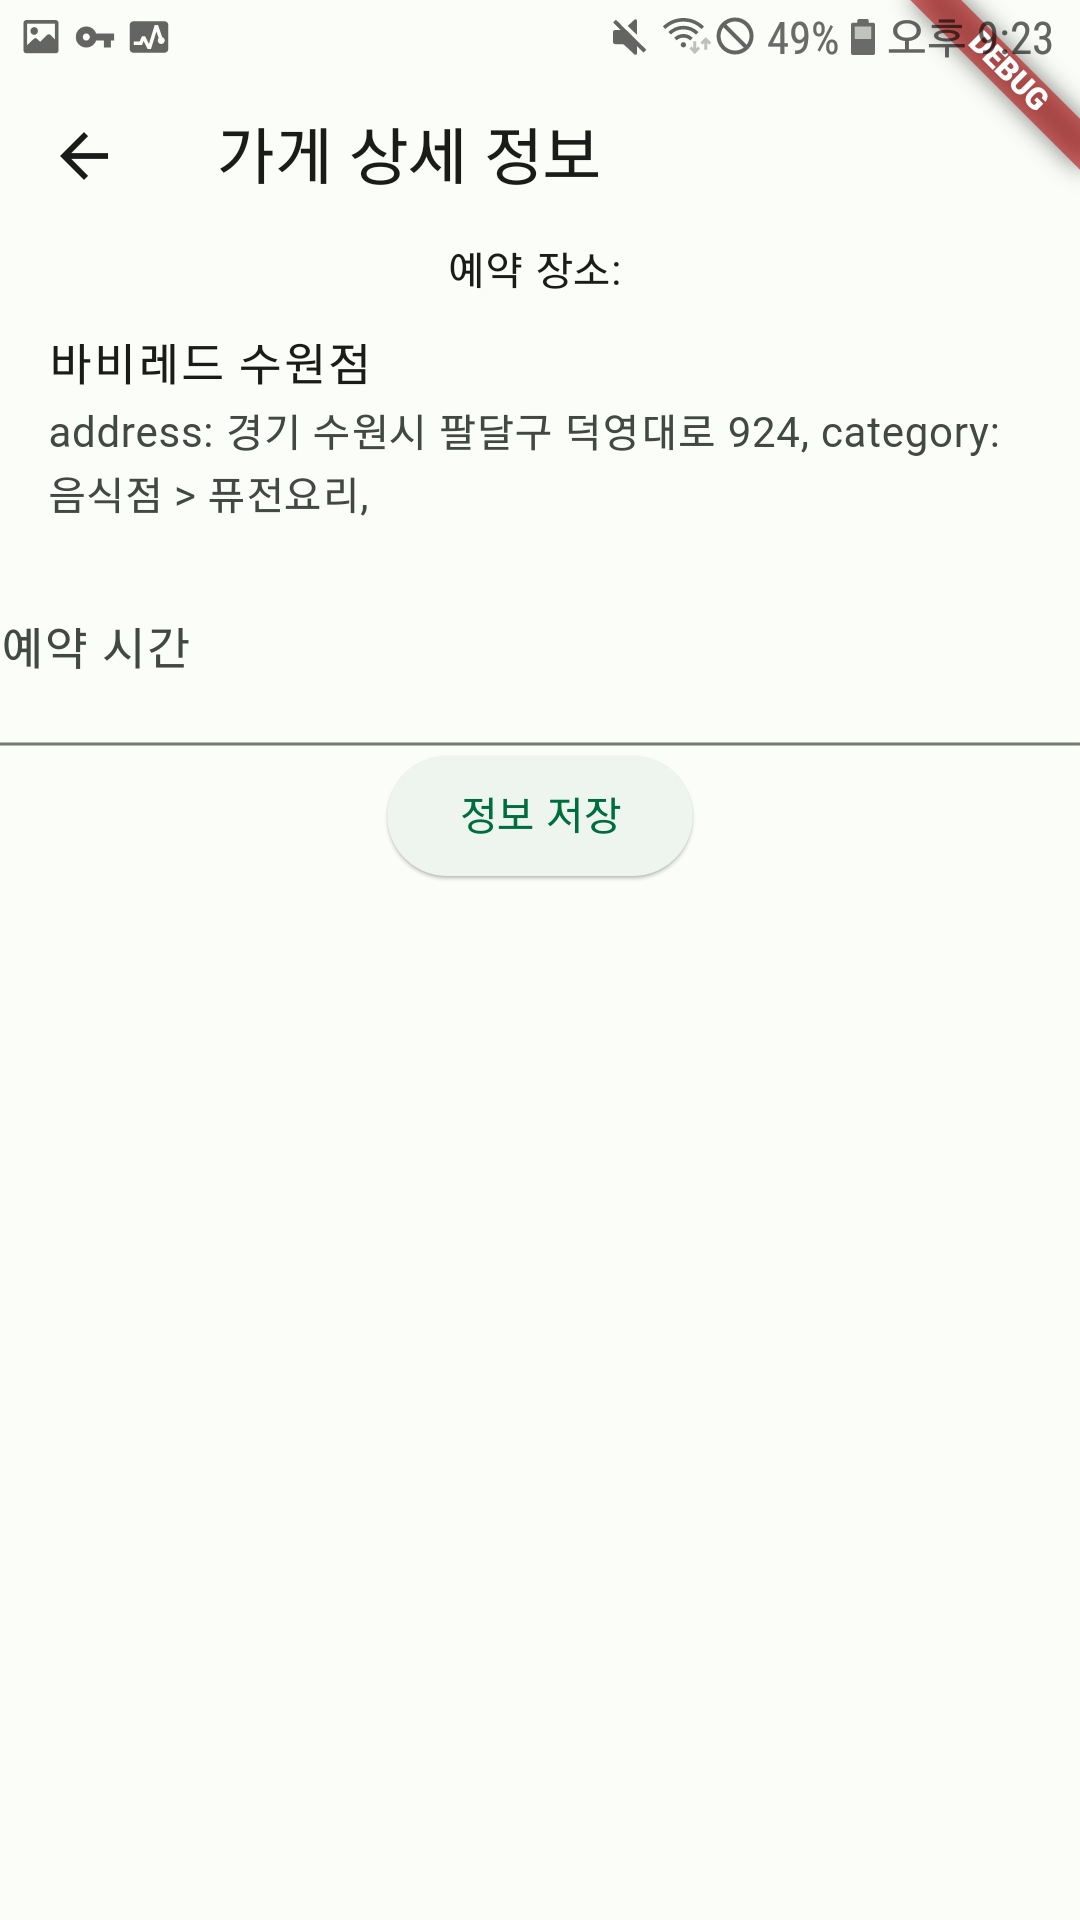 49% 오후 9:23
DEBUG
가게 상세 정보
예약 장소:
바비레드 수원점
address: 경기 수원시 팔달구 덕영대로 924, category:
음식점 > 퓨전요리,
예약 시간
정보 저장